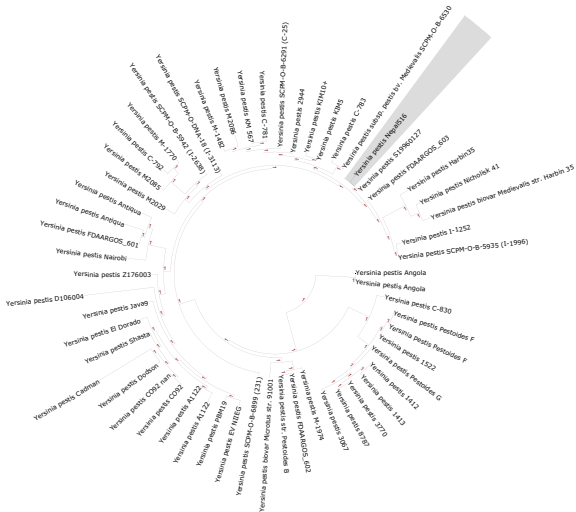 Yersinia pestis subsp. pestis bv. Medievalis SCPM-O-B-6530
Yersinia pestis Nepal516
Yersinia pestis S19960127
Yersinia pestis FDAARGOS_603
Yersinia pestis Harbin35
Yersinia pestis Nicholisk 41
Yersinia pestis biovar Medievalis str. Harbin 35
Yersinia pestis I-1252
Yersinia pestis SCPM-O-B-5935 (I-1996)
Yersinia pestis Angola
Yersinia pestis Angola
Yersinia pestis C-830
Yersinia pestis Pestoides F
Yersinia pestis Pestoides F
Yersinia pestis 1522
Yersinia pestis Pestoides G
Yersinia pestis 1412
Yersinia pestis 1413
Yersinia pestis 3770
Yersinia pestis 8787
Yersinia pestis 3067
Yersinia pestis M-1974
Yersinia pestis FDAARGOS_602
Yersinia pestis str. Pestoides B
Yersinia pestis biovar Microtus str. 91001
Yersinia pestis SCPM-O-B-6899 (231)
Yersinia pestis EV NIIEG
Yersinia pestis PBM19
Yersinia pestis A1122
Yersinia pestis A1122
Yersinia pestis CO92
Yersinia pestis CO92 nan
Yersinia pestis Dodson
Yersinia pestis Cadman
Yersinia pestis Shasta
Yersinia pestis El Dorado
Yersinia pestis Java9
Yersinia pestis D106004
Yersinia pestis Z176003
Yersinia pestis Nairobi
Yersinia pestis FDAARGOS_601
Yersinia pestis Antiqua
Yersinia pestis Antiqua
Yersinia pestis M2029
Yersinia pestis M2085
Yersinia pestis C-792
Yersinia pestis M-1770
Yersinia pestis SCPM-O-B-5942 (I-2638)
Yersinia pestis SCPM-O-DNA-18 (I-3113)
Yersinia pestis M-1482
Yersinia pestis M2086
Yersinia pestis KM 567
Yersinia pestis C-781
Yersinia pestis SCPM-O-B-6291 (C-25)
Yersinia pestis 2944
Yersinia pestis KIM10+
Yersinia pestis KIM5
Yersinia pestis C-783